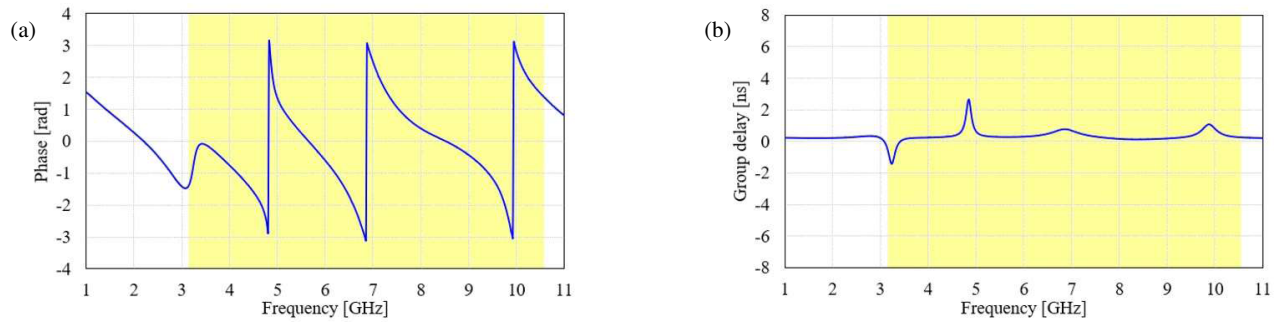 (a)
Phase [rad]
4
3
2
1
0
-1
-2
-3
-4
1 2 3 4 5 6 7 8 9 10 11
Frequency [GHz]
(b)
Group delay [ns]
8
6
4
2
0
-2
-4
-6
-8
1 2 3 4 5 6 7 8 9 10 11
Frequency [GHz]